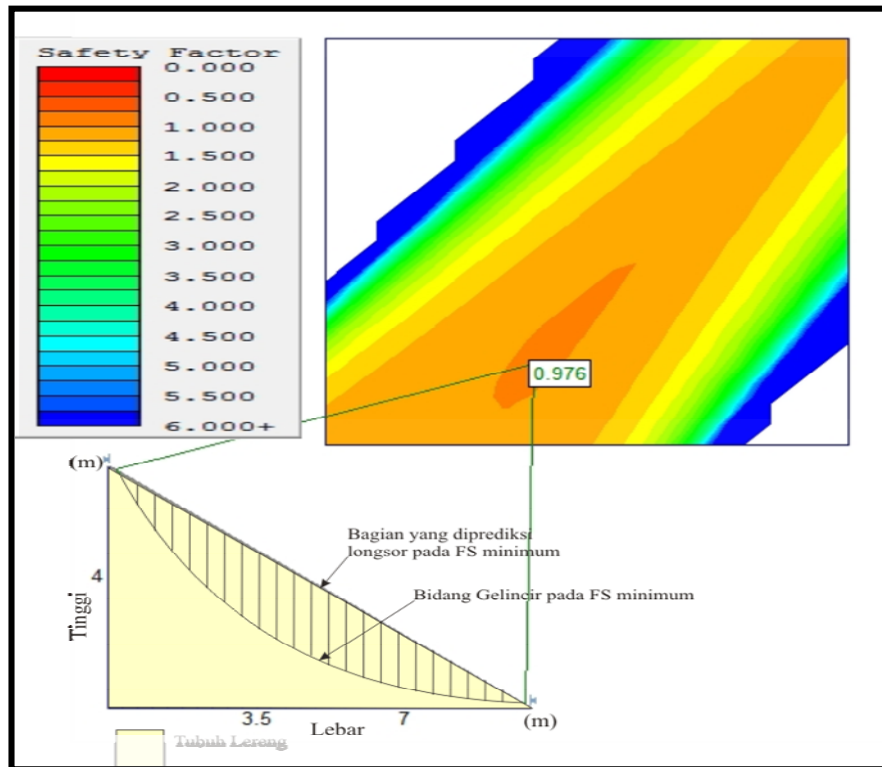 Safety Factor
0.000
0.500
1.000
1.500
2.000
2.500
3.000
3.500
4.000
4.500
5.000
5.500
6.000+
0.976
(m)
Bagian yang diprediksi
longsor pada FS minimum
4
Bidang Gelincir pada FS minimum
Tinggi
3.5
7
Lebar
(m)
Tubuh Lereng